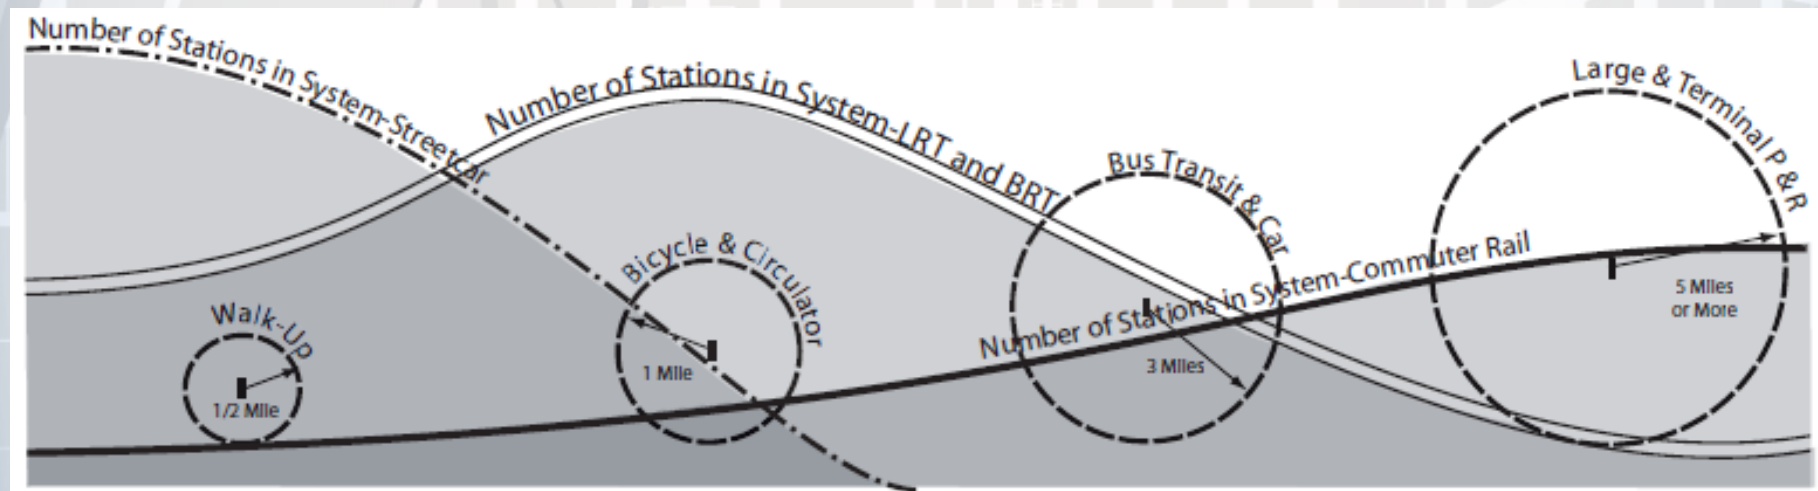 Number of Stations in System-Streetcar
Number of Stations in System-LRT and BRT
Large & Terminal P & R
Bus Transit & Car
Bicycle & Circulator
Number of Stations in System-Commuter Rail
Walk-Up
5 Miles
or More
1 Mile
3 Miles
1/2 Mile